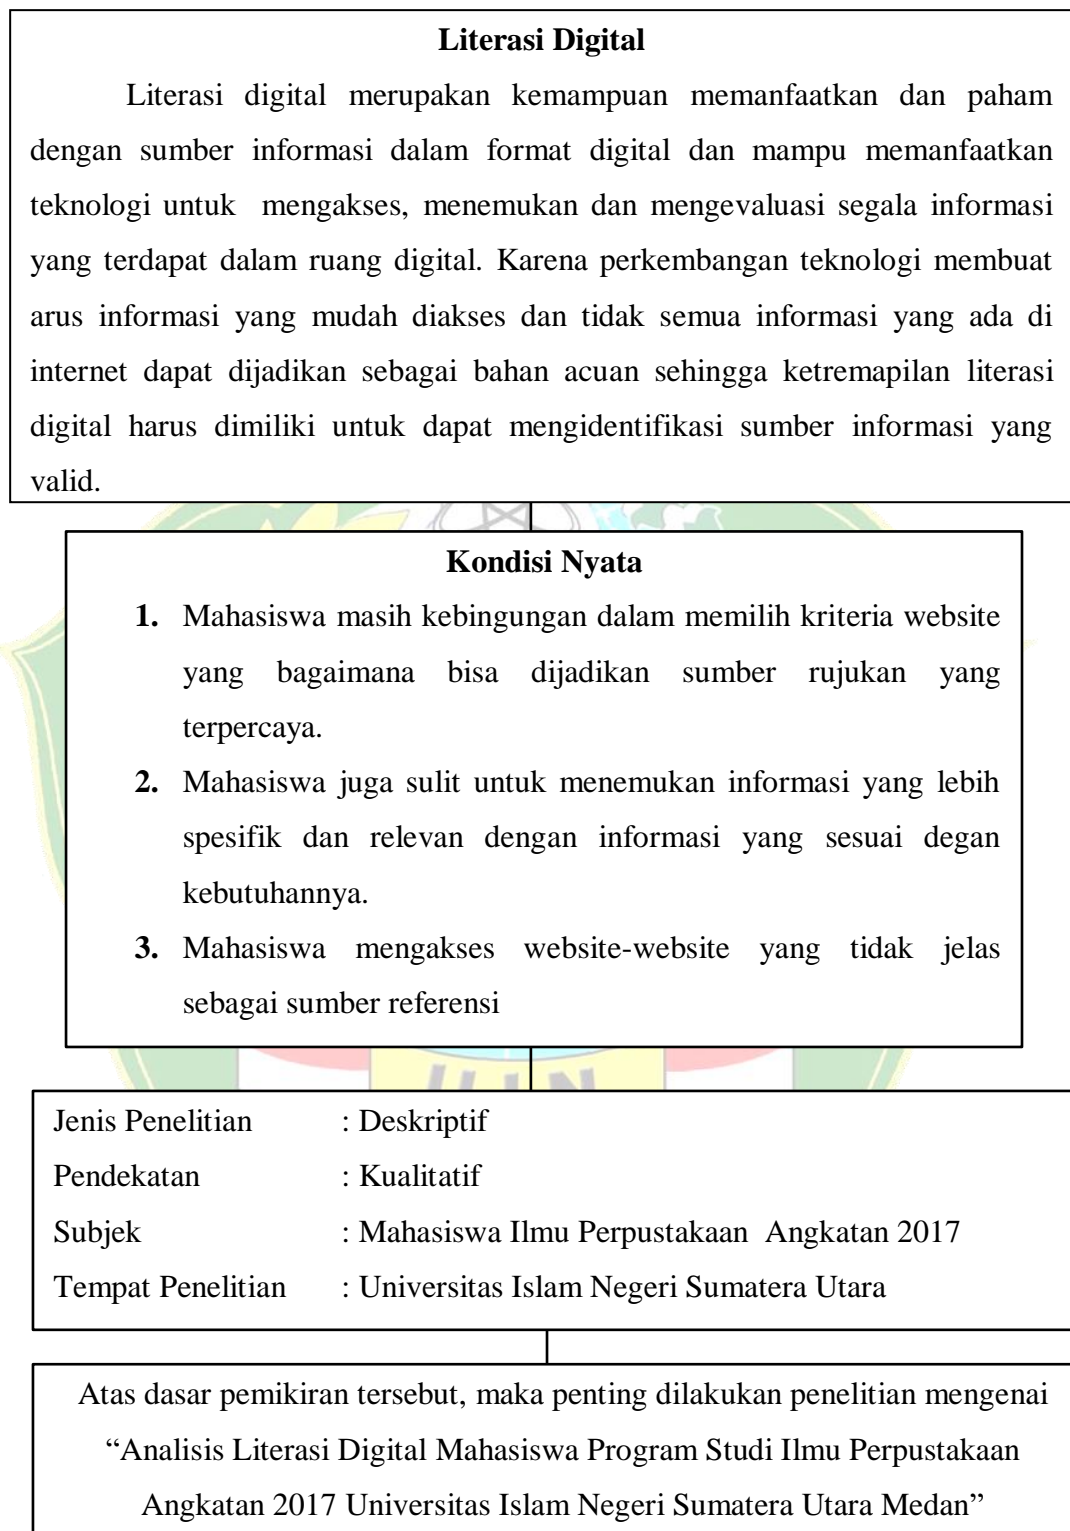 Literasi Digital
Literasi digital merupakan kemampuan memanfaatkan dan paham
dengan sumber informasi dalam format digital dan mampu memanfaatkan
teknologi untuk mengakses, menemukan dan mengevaluasi segala informasi
yang terdapat dalam ruang digital. Karena perkembangan teknologi membuat
arus informasi yang mudah diakses dan tidak semua informasi yang ada di
internet dapat dijadikan sebagai bahan acuan sehingga ketremapilan literasi
digital harus dimiliki untuk dapat mengidentifikasi sumber informasi yang
valid.
Kondisi Nyata
1. Mahasiswa masih kebingungan dalam memilih kriteria website
yang bagaimana bisa dijadikan sumber rujukan yang
terpercaya.
2. Mahasiswa juga sulit untuk menemukan informasi yang lebih
spesifik dan relevan dengan informasi yang sesuai degan
kebutuhannya.
3. Mahasiswa mengakses website-website yang tidak jelas
sebagai sumber referensi
Jenis Penelitian : Deskriptif
Pendekatan : Kualitatif
Subjek : Mahasiswa Ilmu Perpustakaan Angkatan 2017
Tempat Penelitian : Universitas Islam Negeri Sumatera Utara
Atas dasar pemikiran tersebut, maka penting dilakukan penelitian mengenai
“Analisis Literasi Digital Mahasiswa Program Studi Ilmu Perpustakaan
Angkatan 2017 Universitas Islam Negeri Sumatera Utara Medan”